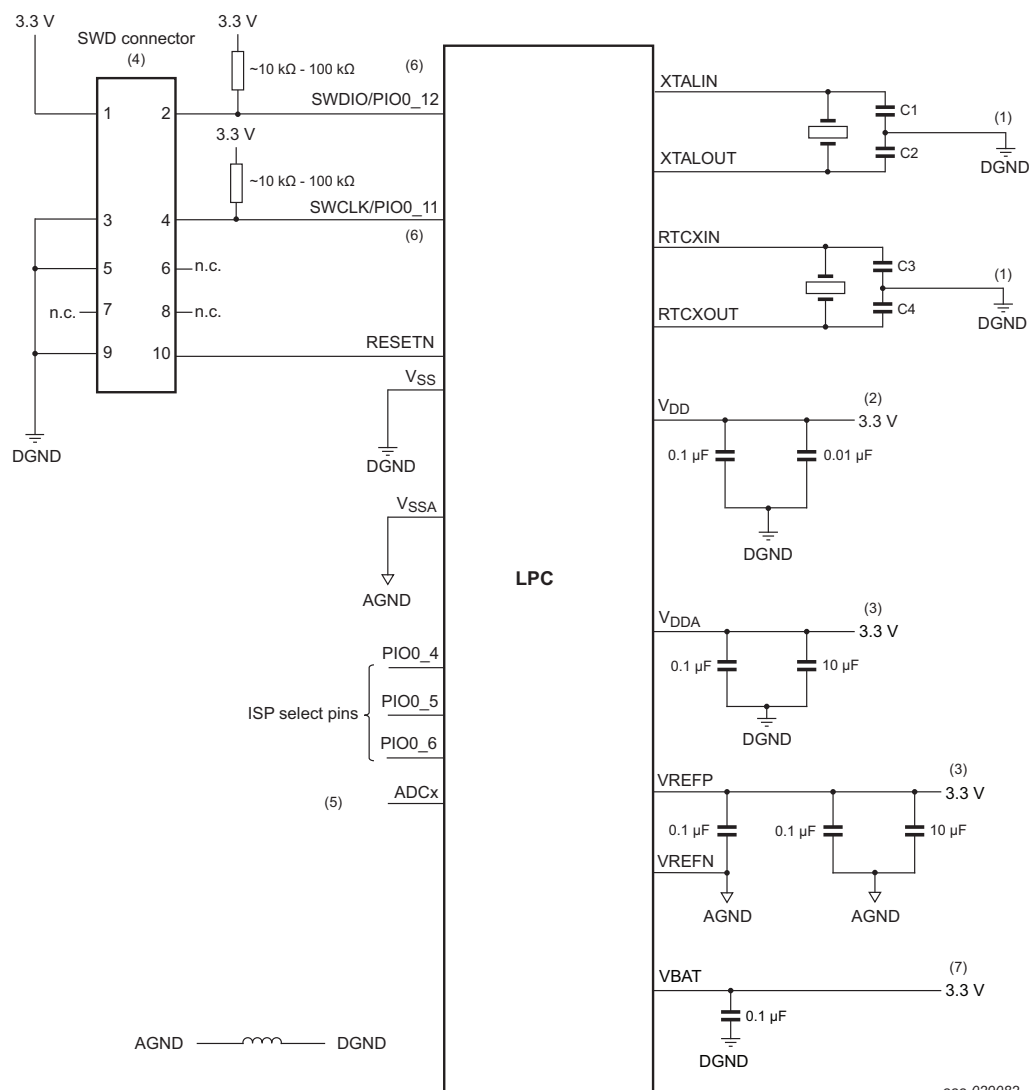 3.3 V
SWD connector
(4)
3.3 V
~10 kΩ - 100 kΩ
(6)
SWDIO/PIO0_12
1
2
3.3 V
~10 kΩ - 100 kΩ
SWCLK/PIO0_11
(6)
3
4
5
6
n.c.
n.c.
7
8
n.c.
9
10
RESETN
DGND
VSS
DGND
VSSA
AGND
LPC
PIO0_4
ISP select pins
PIO0_5
PIO0_6
(5)
ADCx
AGND
DGND
XTALIN
C1
(1)
XTALOUT
C2
DGND
RTCXIN
C3
(1)
RTCXOUT
C4
DGND
VDD
(2)
3.3 V
0.1 μF
0.01 μF
DGND
VDDA
(3)
3.3 V
0.1 μF
10 μF
DGND
VREFP
(3)
3.3 V
0.1 μF
0.1 μF
10 μF
VREFN
AGND
AGND
VBAT
(7)
3.3 V
0.1 μF
DGND